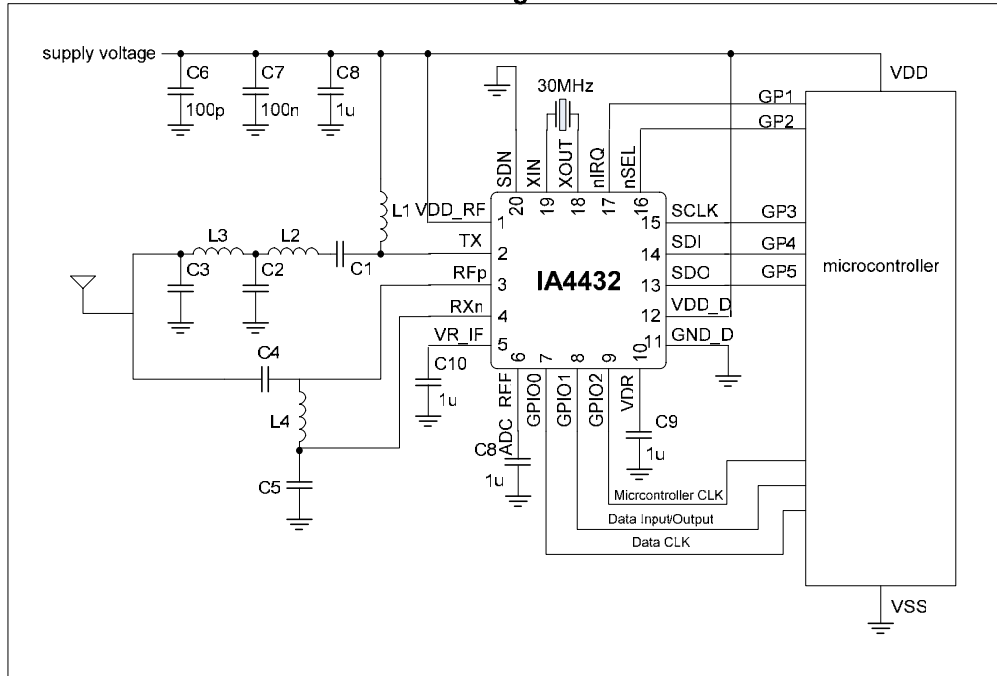 supply voltage
C6
100p
C7
100n
C8
1u
VDD
30MHz
GP1
GP2
SDN
XIN
XOUT
nIRQ
nSEL
20
19
18
17
16
L1
VDD_RF
1
15
SCLK
GP3
L3
L2
C1
TX
2
14
SDI
GP4
C3
C2
RFp
3
IA4432
13
SDO
GP5
microcontroller
RXn
4
12
VDD_D
VR_IF
5
11
GND_D
6
7
8
9
10
C4
C10
1u
ADC_REF
GPIO0
GPIO1
GPIO2
VDR
L4
C8
1u
C9
1u
C5
Micrcontroller CLK
Data Input/Output
Data CLK
VSS